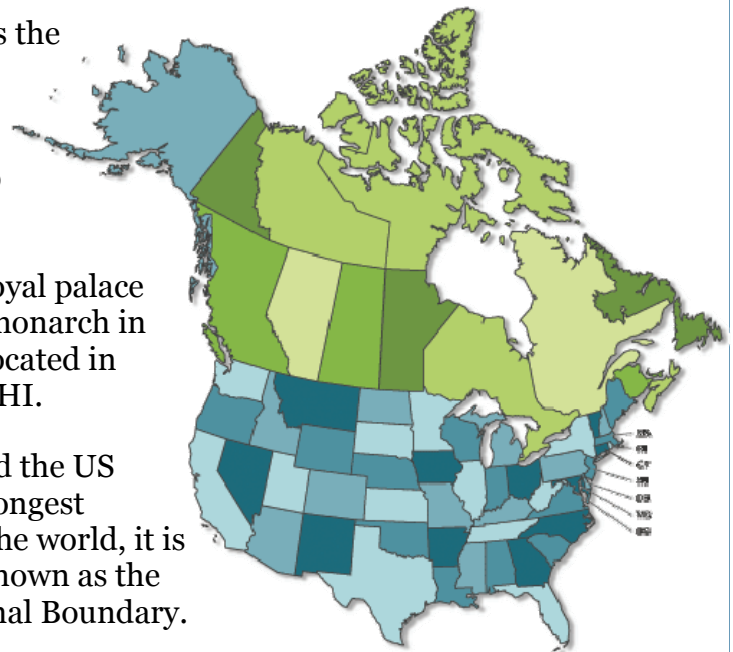 s the
oyal palace
monarch in
ocated in
HI.
d the US
ongest
he world, it is
nown as the
nal Boundary.